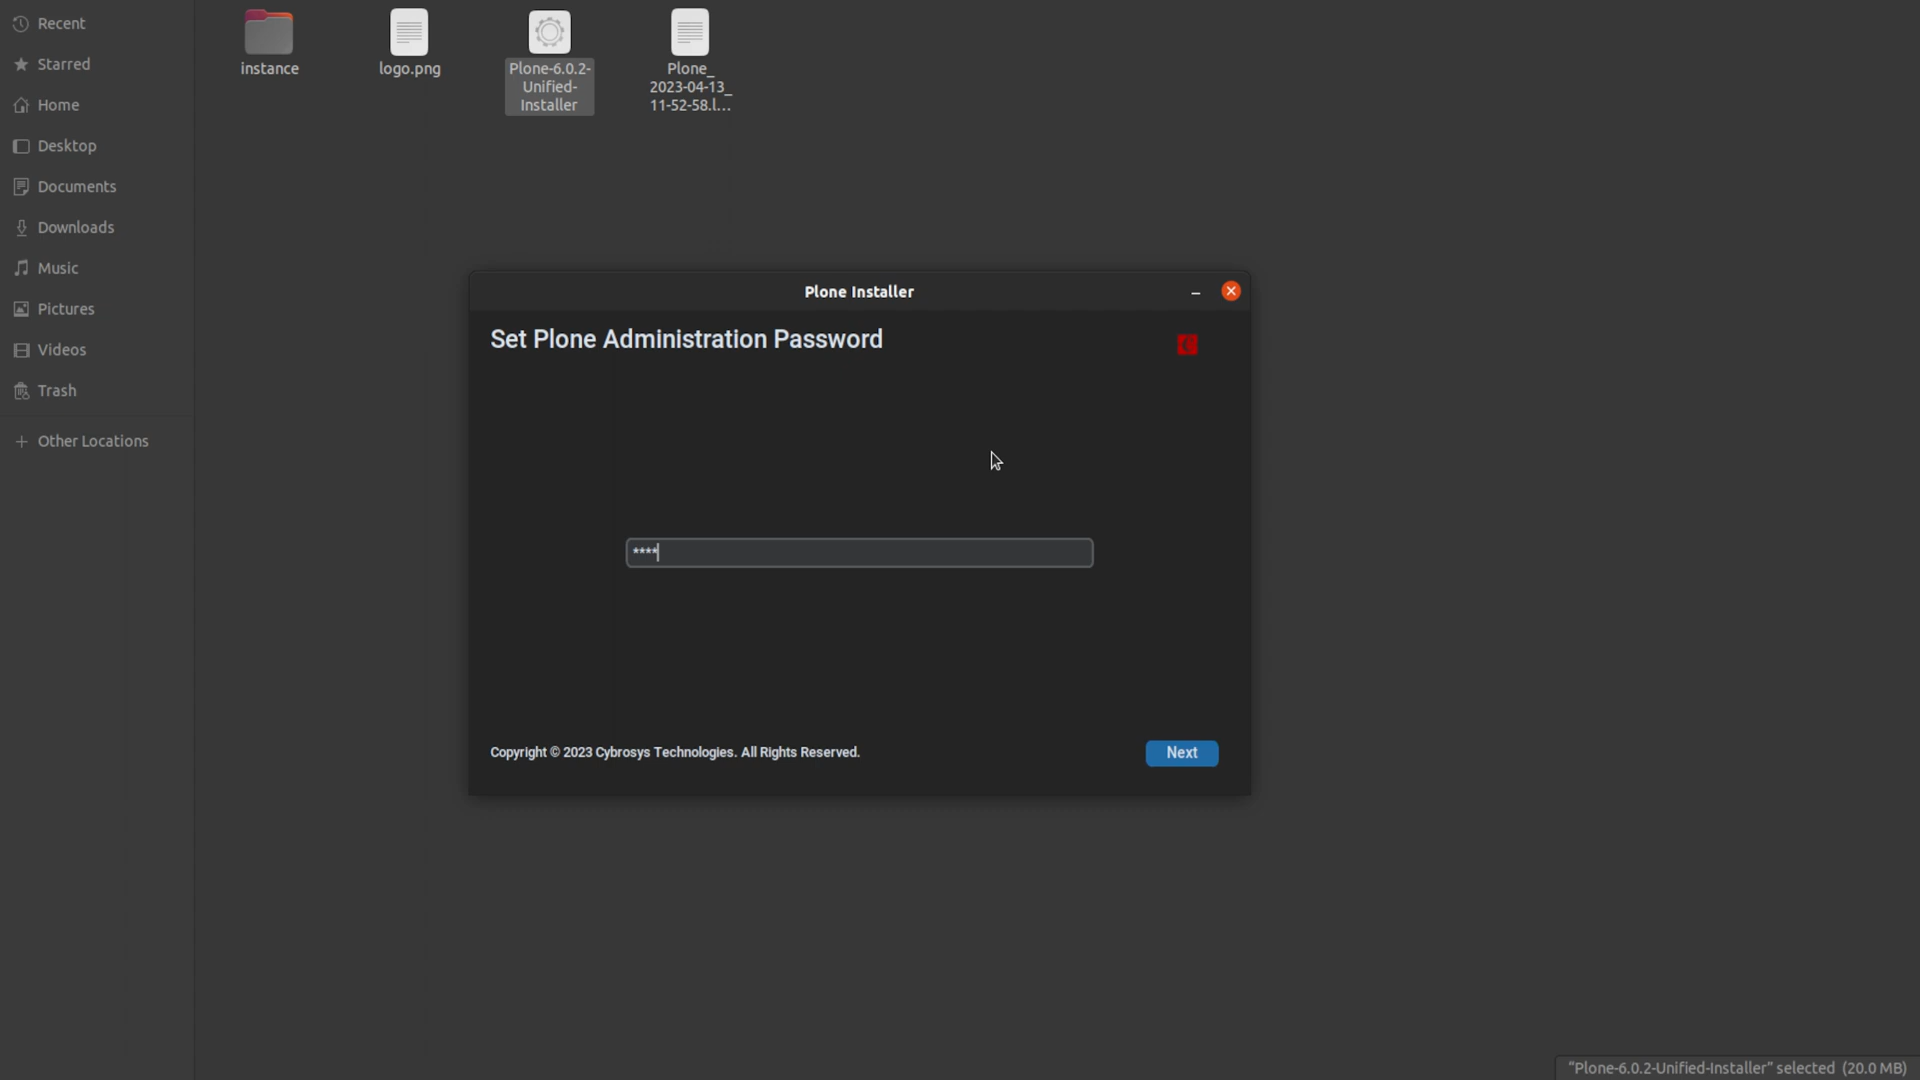 Recent
Starred
Home
Desktop
Documents
Downloads
Music
Pictures
Videos
Trash
Other Locations
instance
logo.png
Plone-6.0.2-
Unified-
Installer
Plone_
2023-04-13_
11-52-58.l...
Plone Installer
Set Plone Administration Password
****
Copyright © 2023 Cybrosys Technologies. All Rights Reserved.
Next
“Plone-6.0.2-Unified-Installer” selected (20.0 MB)